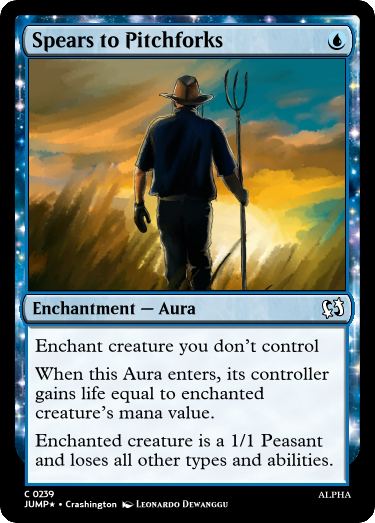 Spears to Pitchforks
Enchantment — Aura
Enchant creature you don't control
When this Aura enters, its controller
gains life equal to enchanted
creature's mana value.
Enchanted creature is a 1/1 Peasant
and loses all other types and abilities.
C 0239
ALPHA
JUMP★ • Crashington Leonardo Dewanggu